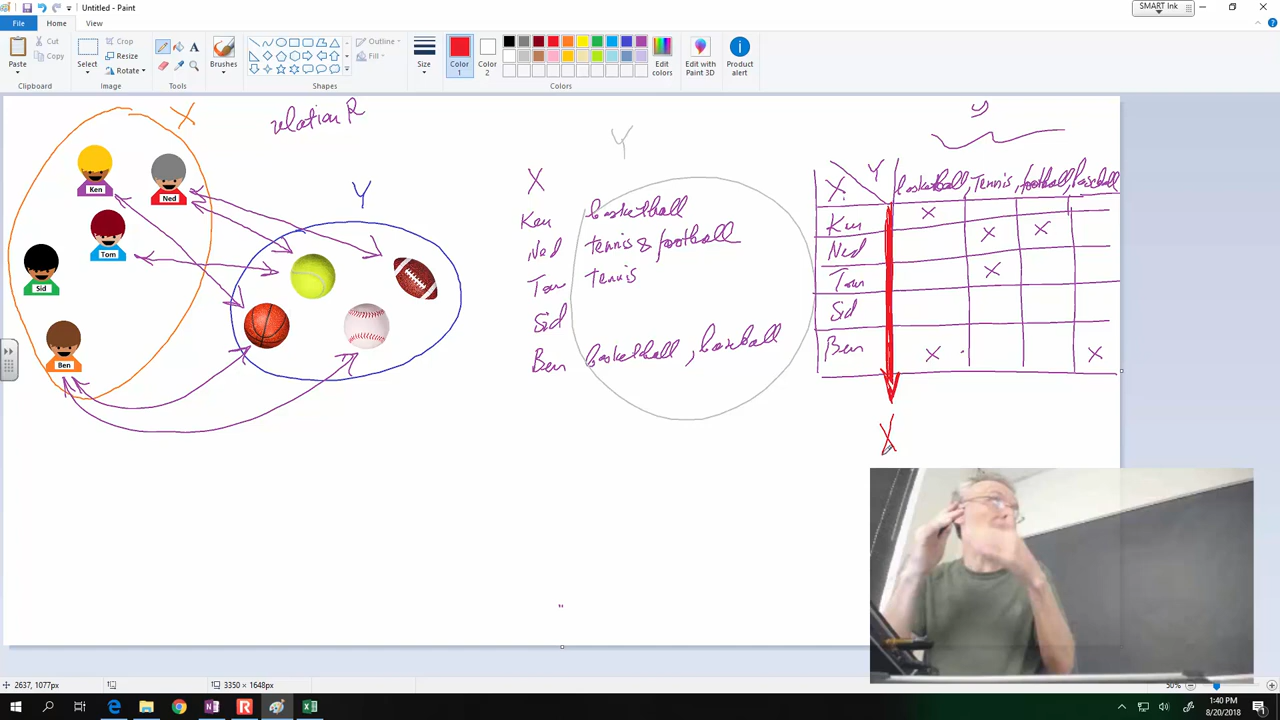 Untitled - Paint
SMART Ink
File Home View
Paste
Cut
Copy
Clipboard
Select
Crop
Resize
Rotate
Image
Tools
Brushes
Shapes
Outline
Fill
Size
Color 1
Color 2
Edit colors
Colors
Edit with Paint 3D
Product alert
X
relation R
Y
Ken
Ned
Tom
Sid
Ben
Y
X
Ken basketball
Ned tennis & football
Tom tennis
Sid
Ben basketball, baseball
y
X Y basketball, Tennis, football, baseball
Ken X
Ned X X
Tom X
Sid
Ben X X
X
2637, 1077px
3350 × 1648px
50%
1:40 PM
8/20/2018